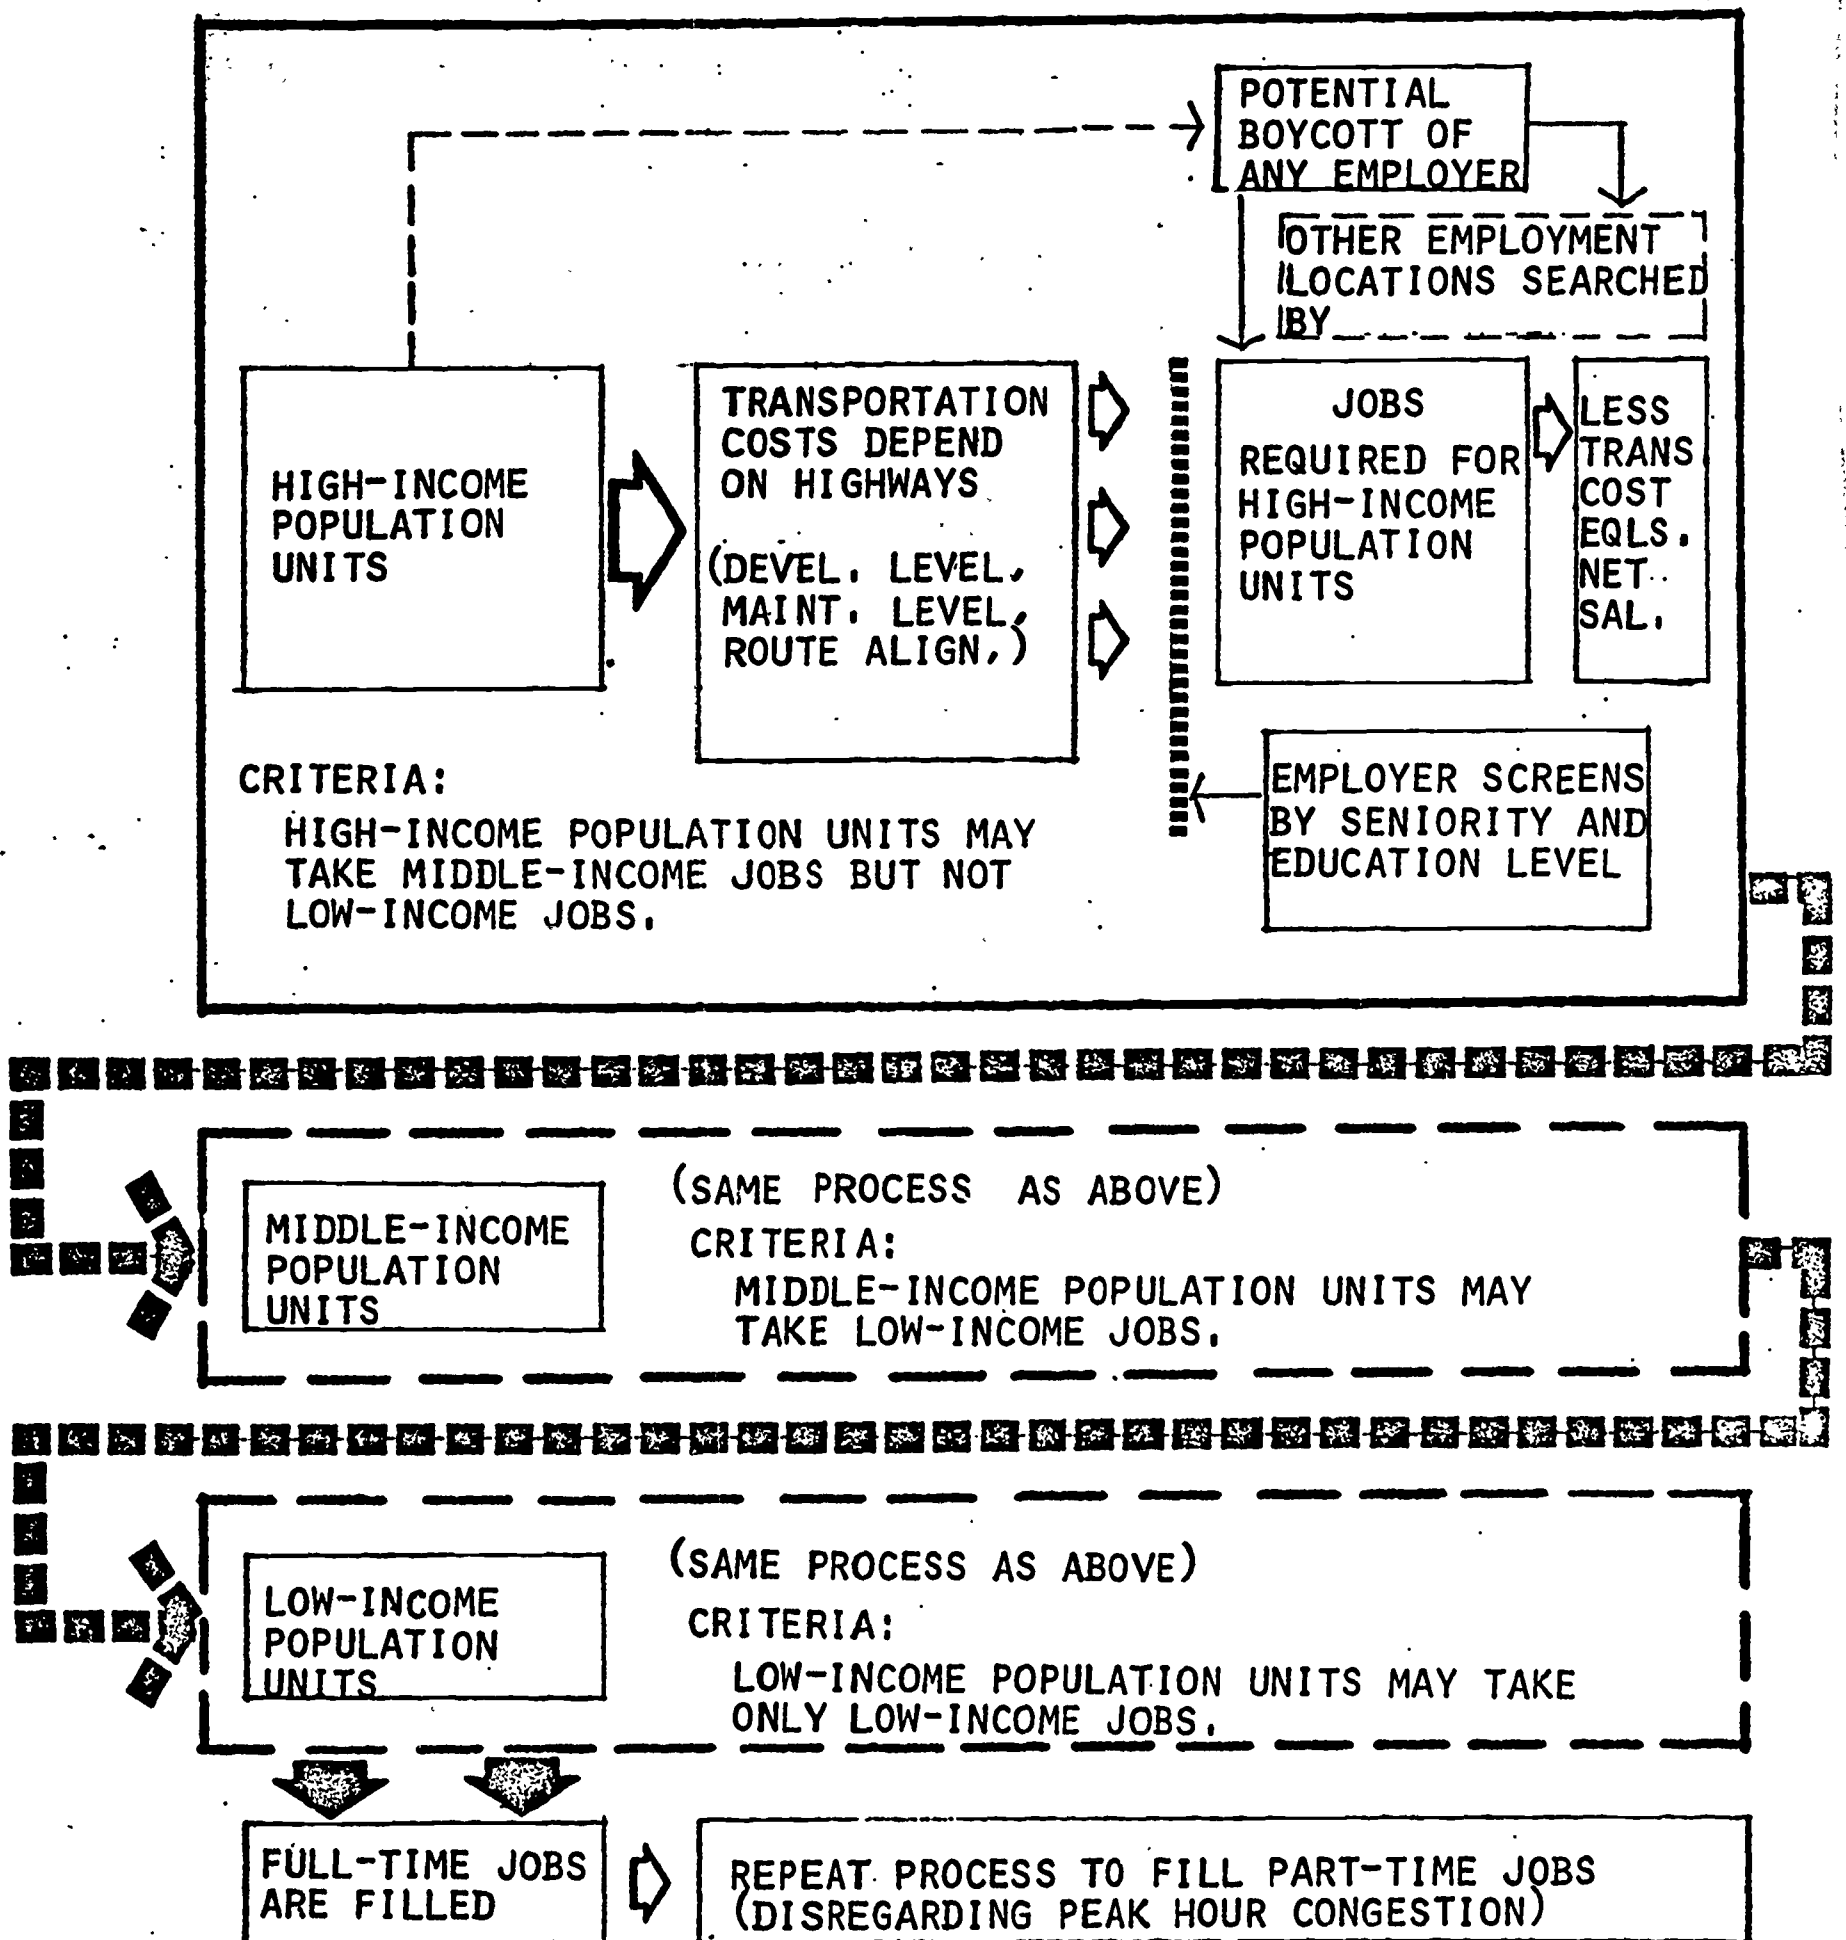 POTENTIAL
BOYCOTT OF
ANY EMPLOYER
OTHER EMPLOYMENT
LOCATIONS SEARCHED
BY
HIGH-INCOME
POPULATION
UNITS
TRANSPORTATION
COSTS DEPEND
ON HIGHWAYS
(DEVEL. LEVEL,
MAINT. LEVEL,
ROUTE ALIGN.)
JOBS
REQUIRED FOR
HIGH-INCOME
POPULATION
UNITS
LESS
TRANS
COST
EQLS.
NET
SAL.
EMPLOYER SCREENS
BY SENIORITY AND
EDUCATION LEVEL
CRITERIA:
HIGH-INCOME POPULATION UNITS MAY
TAKE MIDDLE-INCOME JOBS BUT NOT
LOW-INCOME JOBS.
MIDDLE-INCOME
POPULATION
UNITS
(SAME PROCESS AS ABOVE)
CRITERIA:
MIDDLE-INCOME POPULATION UNITS MAY
TAKE LOW-INCOME JOBS.
LOW-INCOME
POPULATION
UNITS
(SAME PROCESS AS ABOVE)
CRITERIA:
LOW-INCOME POPULATION UNITS MAY TAKE
ONLY LOW-INCOME JOBS.
FULL-TIME JOBS
ARE FILLED
REPEAT PROCESS TO FILL PART-TIME JOBS
(DISREGARDING PEAK HOUR CONGESTION)